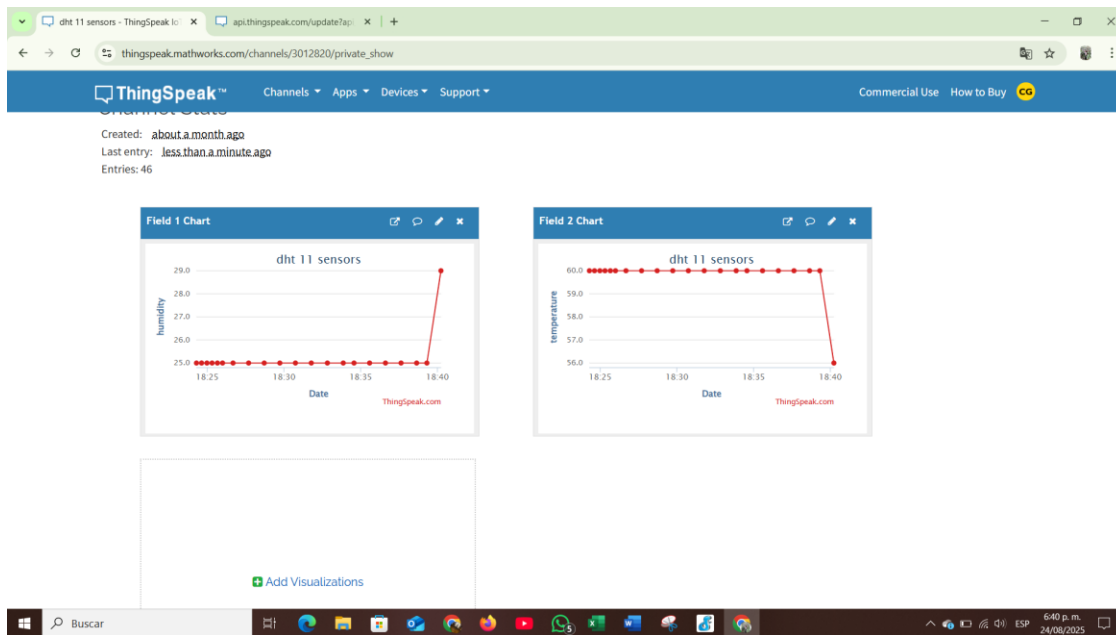 dht 11 sensors - ThingSpeak Io
api.thingspeak.com/update?api
thingspeak.mathworks.com/channels/3012820/private_show
ThingSpeak™ Channels Apps Devices Support Commercial Use How to Buy CG
Channel Stats
Created: about a month ago
Last entry: less than a minute ago
Entries: 46
Field 1 Chart
dht 11 sensors
humidity
29.0
28.0
27.0
26.0
25.0
18:25 18:30 18:35 18:40
Date
ThingSpeak.com
Field 2 Chart
dht 11 sensors
temperature
60.0
59.0
58.0
57.0
56.0
18:25 18:30 18:35 18:40
Date
ThingSpeak.com
Add Visualizations
Buscar
5
ESP
6:40 p. m.
24/08/2025